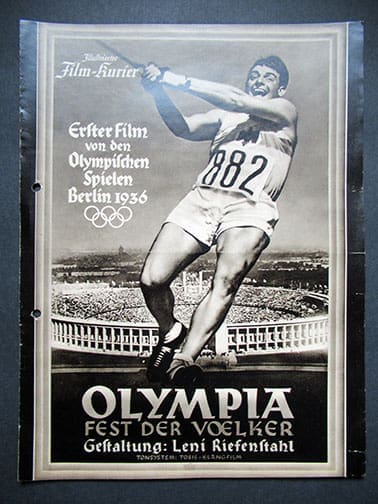 Illustrierter
Film-Kurier
Erster Film
von den
Olympischen
Spielen
Berlin 1936
882
OLYMPIA
FEST DER VOELKER
Gestaltung: Leni Riefenstahl
TONSYSTEM: TOBIS-KLANGFILM